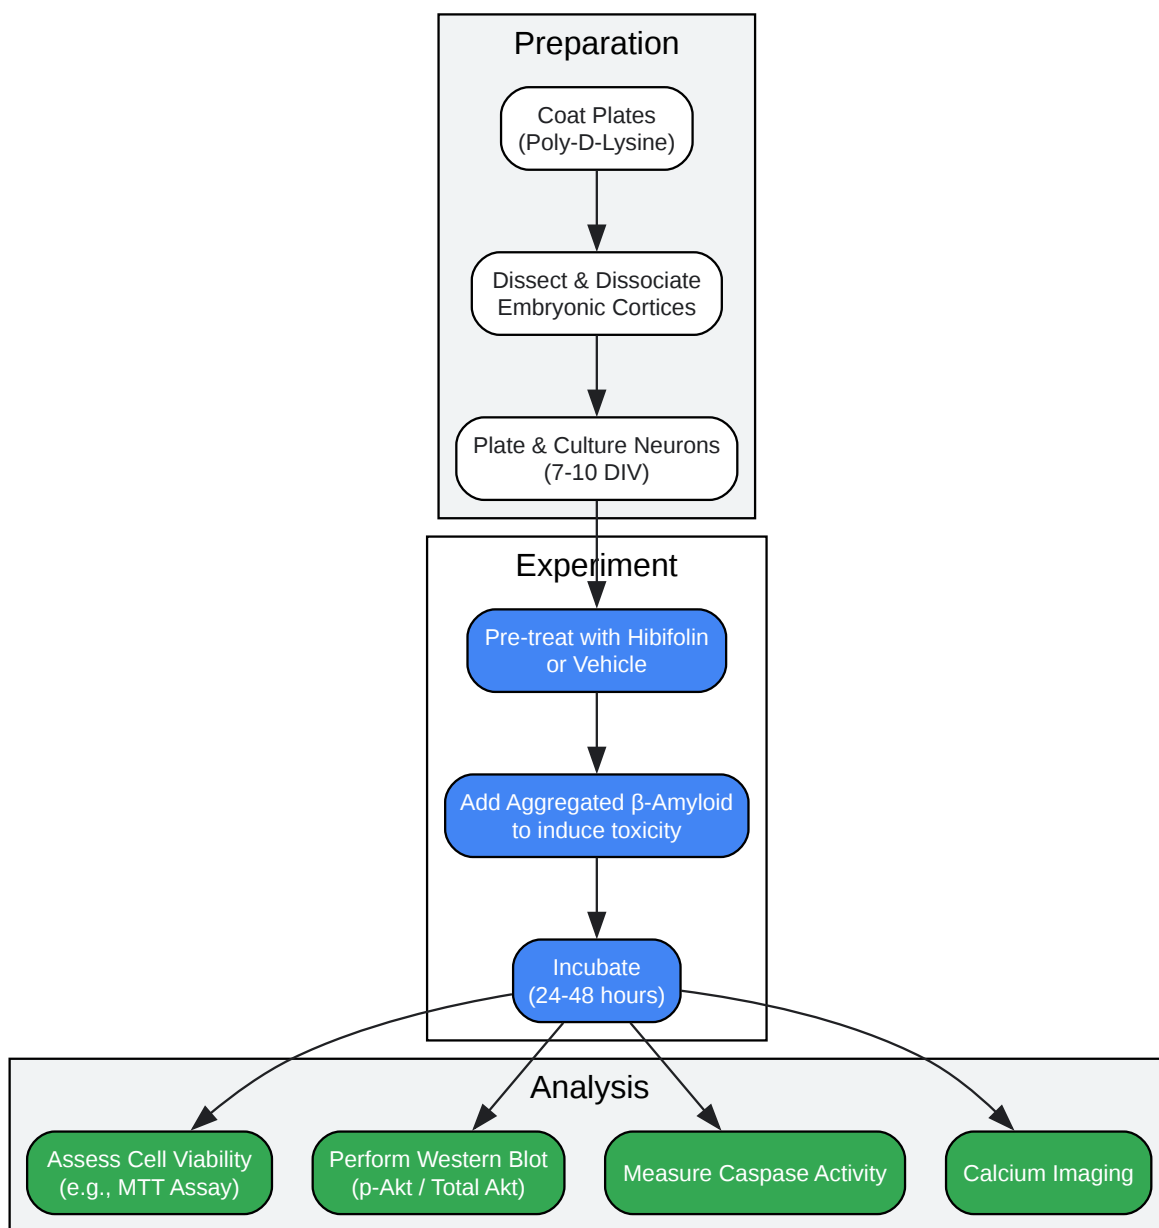 Preparation
Coat Plates
(Poly-D-Lysine)
Dissect & Dissociate
Embryonic Cortices
Plate & Culture Neurons
(7-10 DIV)
Experiment
Pre-treat with Hibifolin
or Vehicle
Add Aggregated β-Amyloid
to induce toxicity
Incubate
(24-48 hours)
Analysis
Assess Cell Viability
(e.g., MTT Assay)
Perform Western Blot
(p-Akt / Total Akt)
Measure Caspase Activity
Calcium Imaging